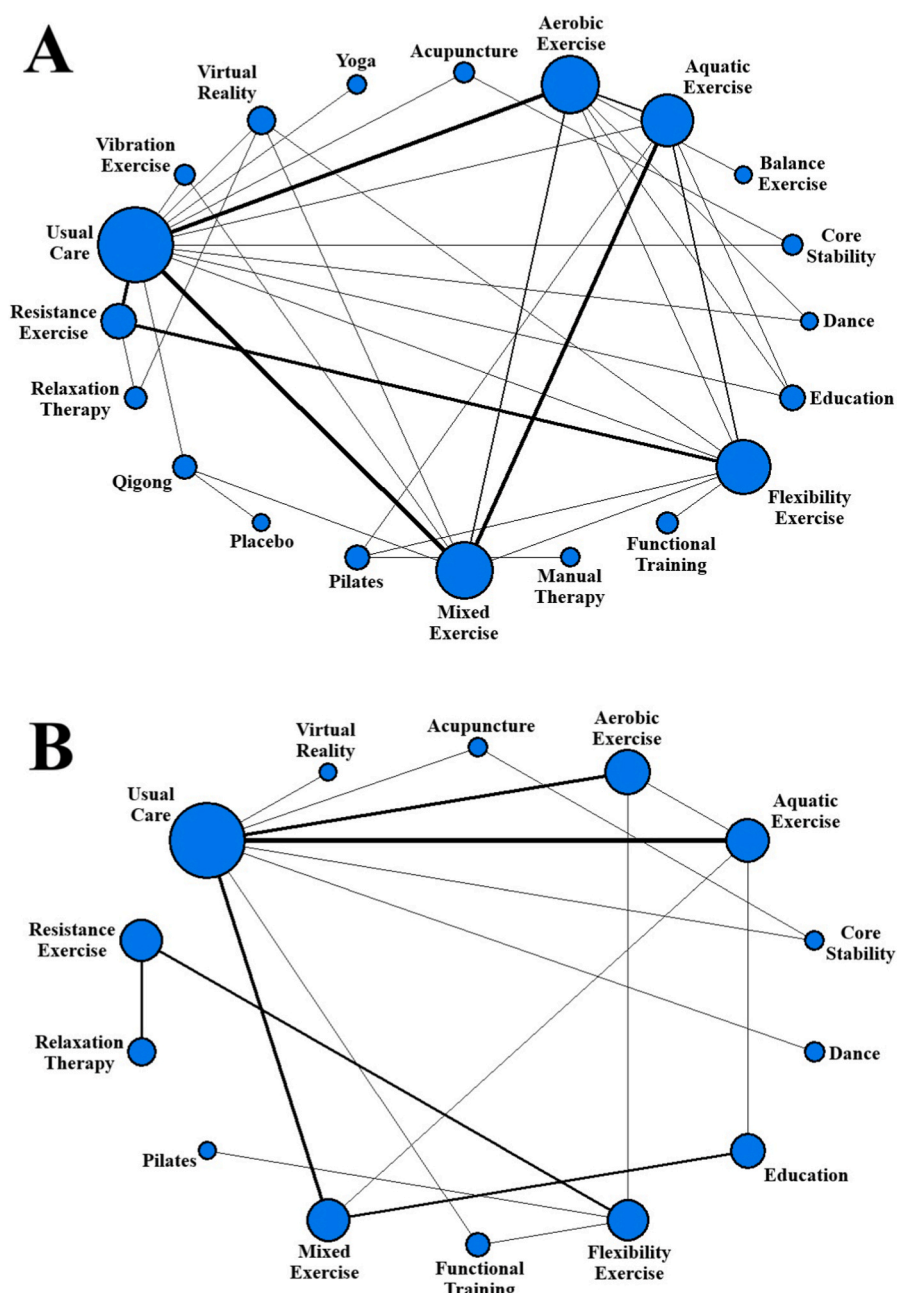 A
Aerobic
Exercise
Acupuncture
Yoga
Virtual
Reality
Aquatic
Exercise
Vibration
Exercise
Balance
Exercise
Usual
Care
Core
Stability
Resistance
Exercise
Dance
Relaxation
Therapy
Education
Qigong
Flexibility
Exercise
Placebo
Functional
Training
Pilates
Manual
Therapy
Mixed
Exercise
B
Virtual
Reality
Acupuncture
Aerobic
Exercise
Usual
Care
Aquatic
Exercise
Resistance
Exercise
Core
Stability
Relaxation
Therapy
Dance
Pilates
Education
Mixed
Exercise
Functional
Training
Flexibility
Exercise